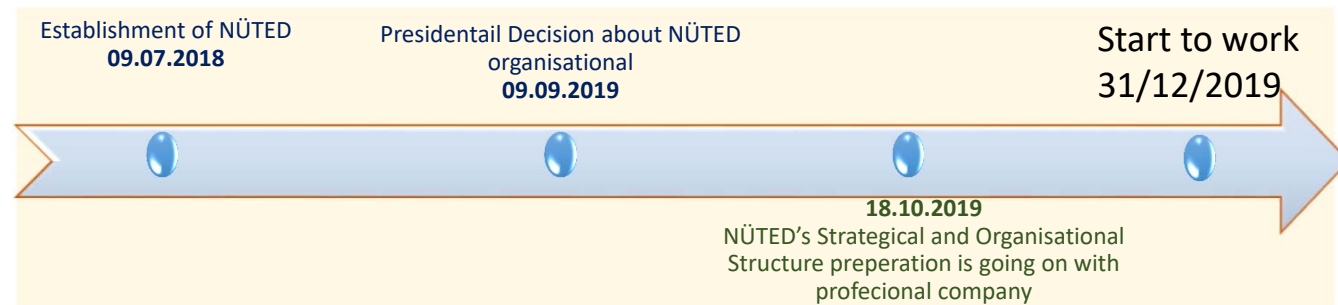 Establishment of NÜTED
09.07.2018
Presidentail Decision about NÜTED
organisational
09.09.2019
Start to work
31/12/2019
18.10.2019
NÜTED's Strategical and Organisational
Structure preperation is going on with
profecional company